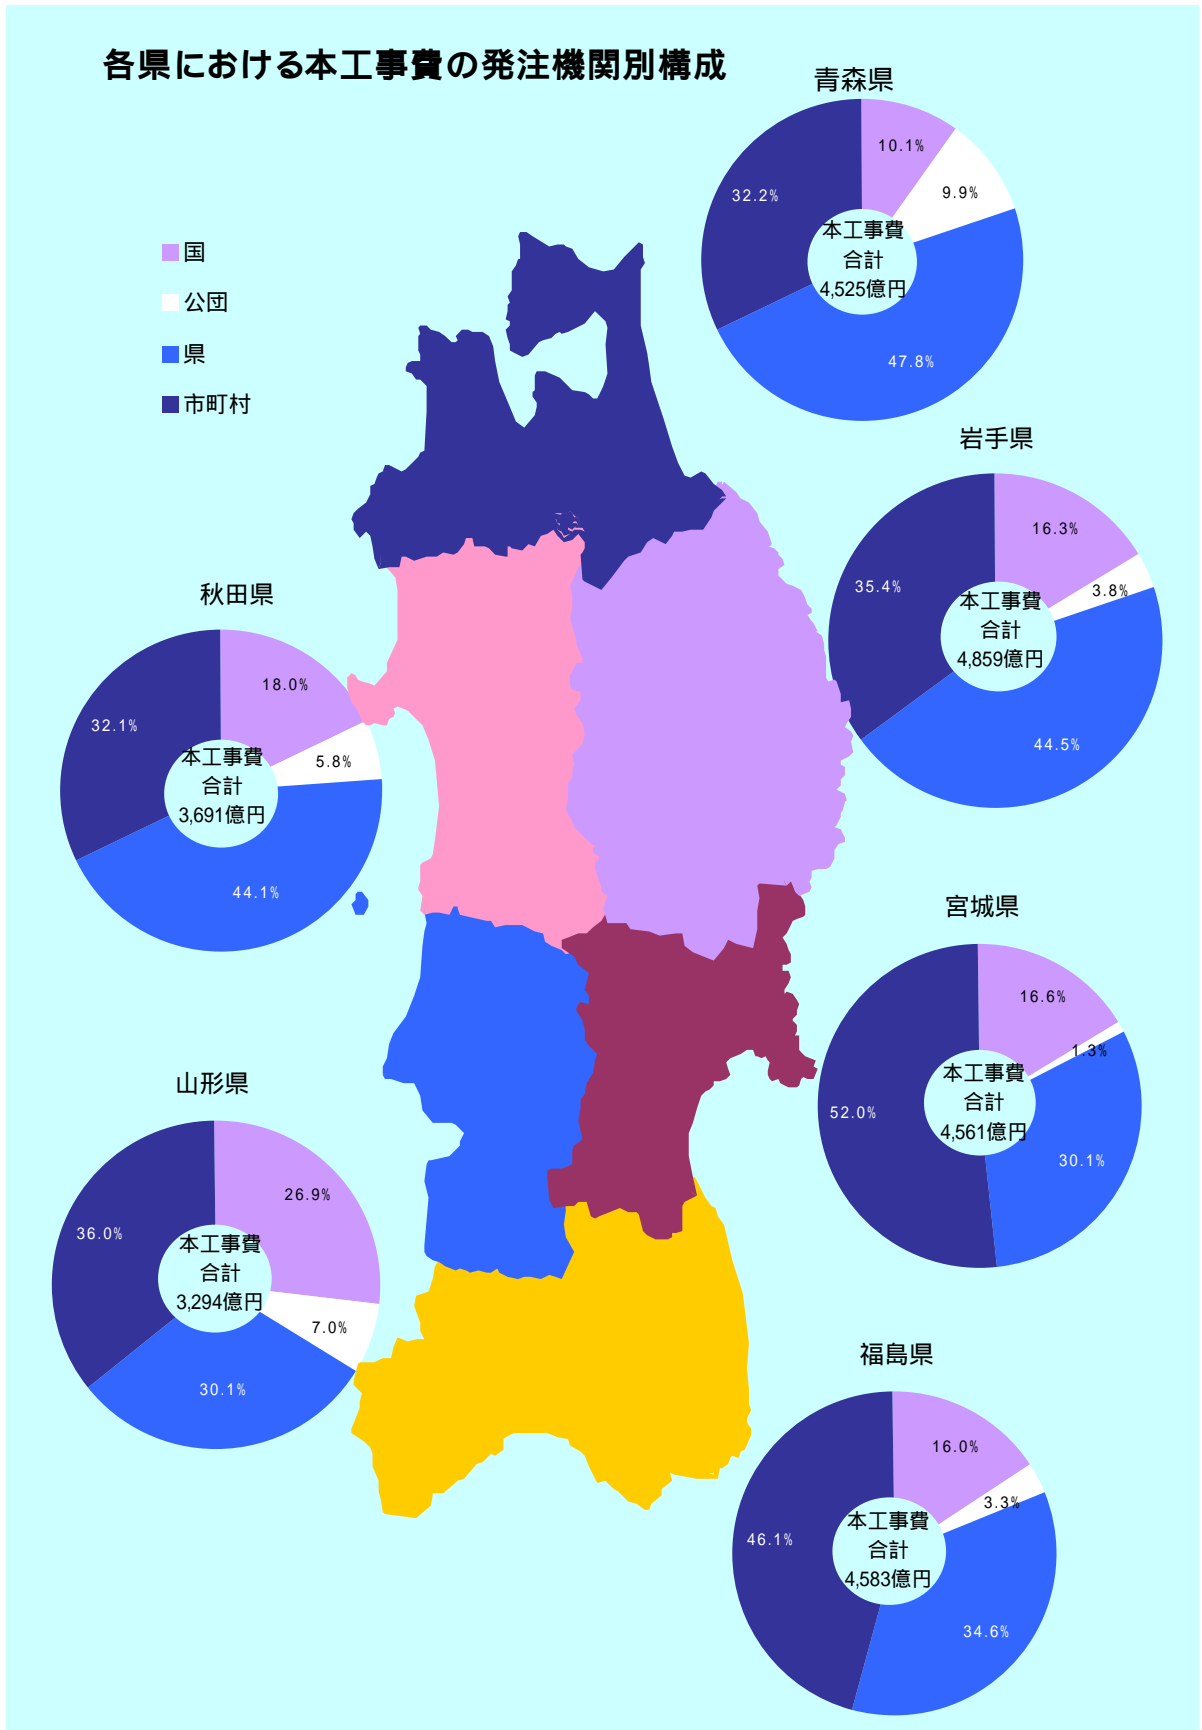 各県における本工事費の発注機関別構成
国
公団
県
市町村
青森県
10.1%
9.9%
47.8%
32.2%
本工事費
合計
4,525億円
岩手県
16.3%
3.8%
44.5%
35.4%
本工事費
合計
4,859億円
秋田県
18.0%
5.8%
44.1%
32.1%
本工事費
合計
3,691億円
宮城県
16.6%
1.3%
30.1%
52.0%
本工事費
合計
4,561億円
山形県
26.9%
7.0%
30.1%
36.0%
本工事費
合計
3,294億円
福島県
16.0%
3.3%
34.6%
46.1%
本工事費
合計
4,583億円